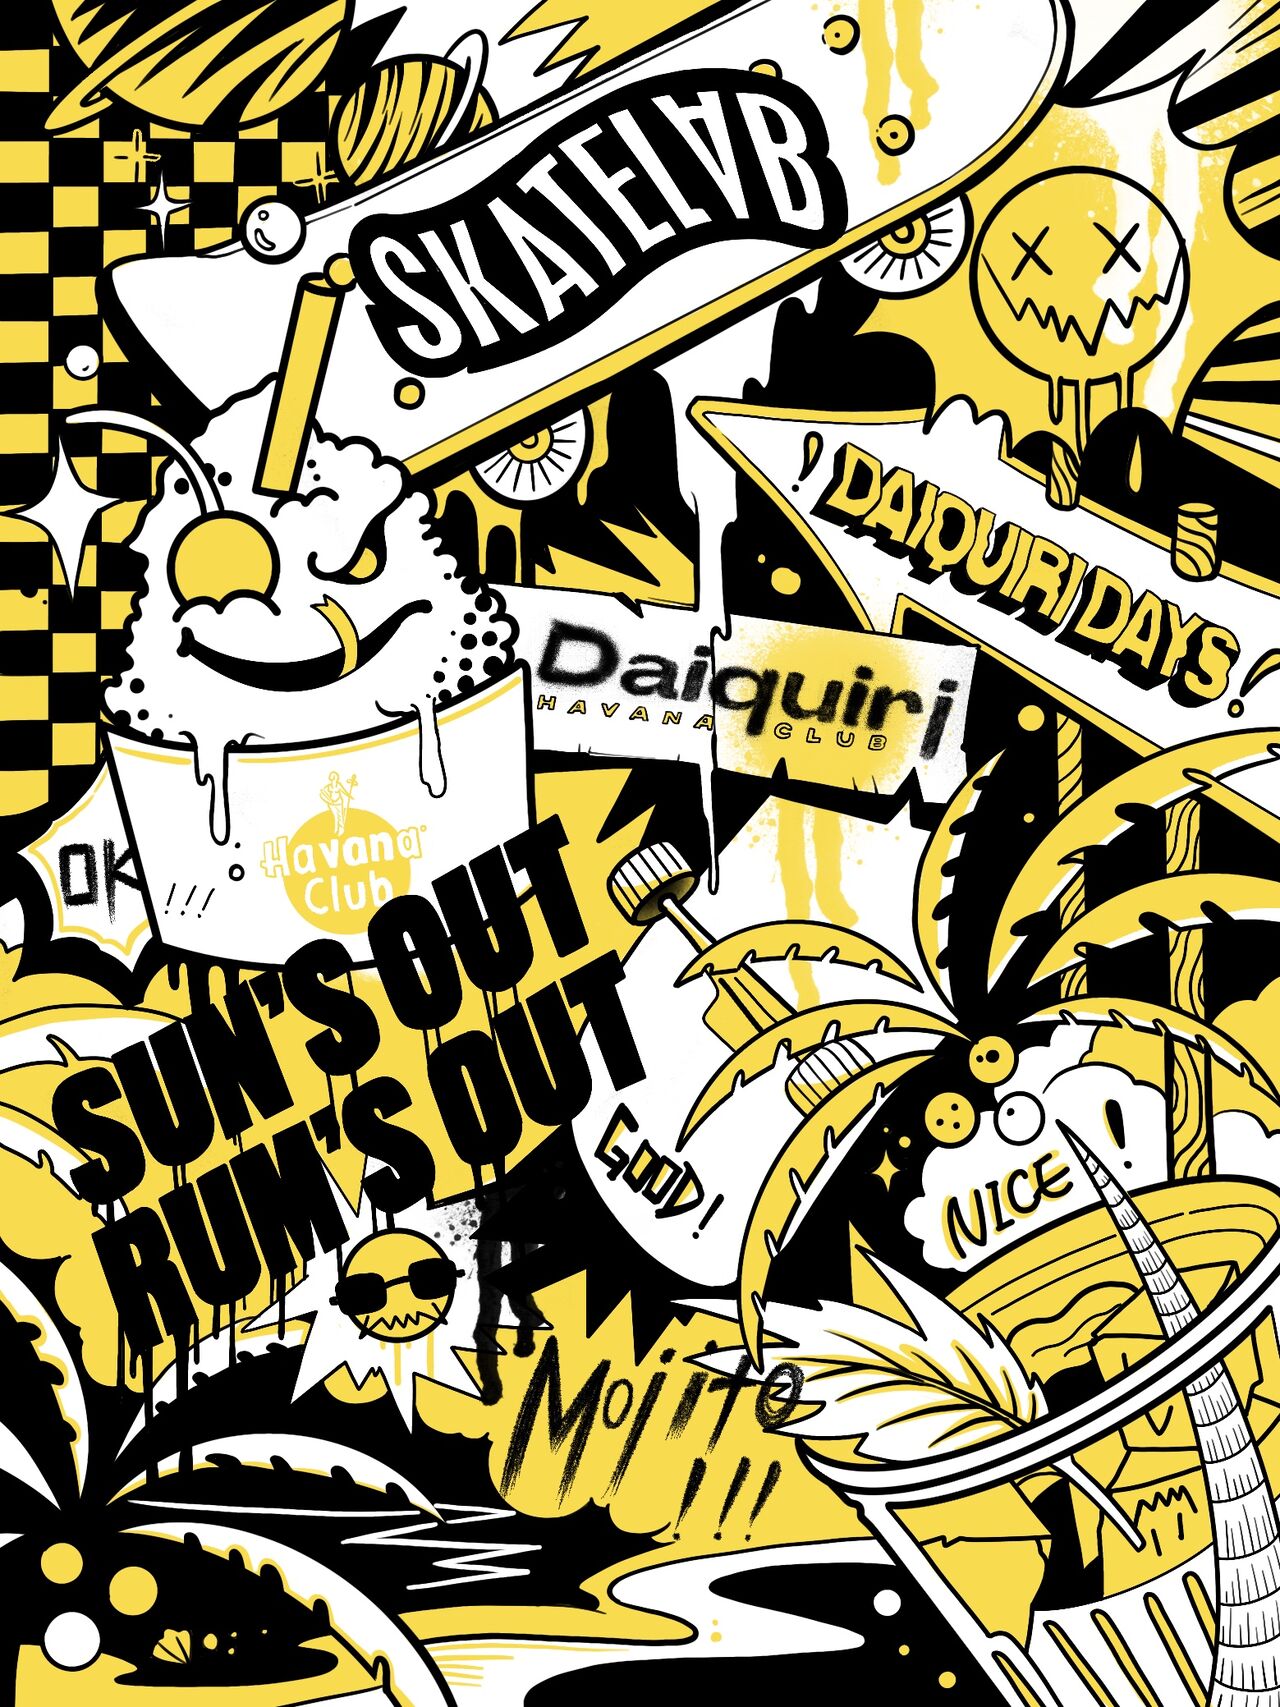 SKATELAB
! DAIQUIRI DAYS !
Daiquiri
HAVANA CLUB
OK
!!!
Havana
Club
SUN'S OUT
RUM'S OUT
GOOD!
NICE !
Mojito
!!!